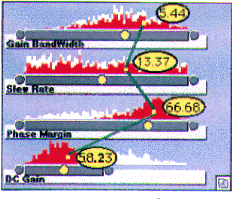 5.44
Gain BandWidth
13.37
Slew Rate
66.68
Phase Margin
58.23
DC Gain